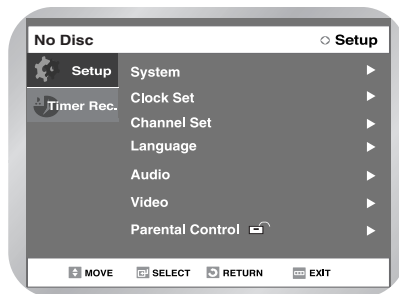 No Disc Setup
Setup System
Clock Set
Timer Rec.
Channel Set
Language
Audio
Video
Parental Control
MOVE SELECT RETURN EXIT